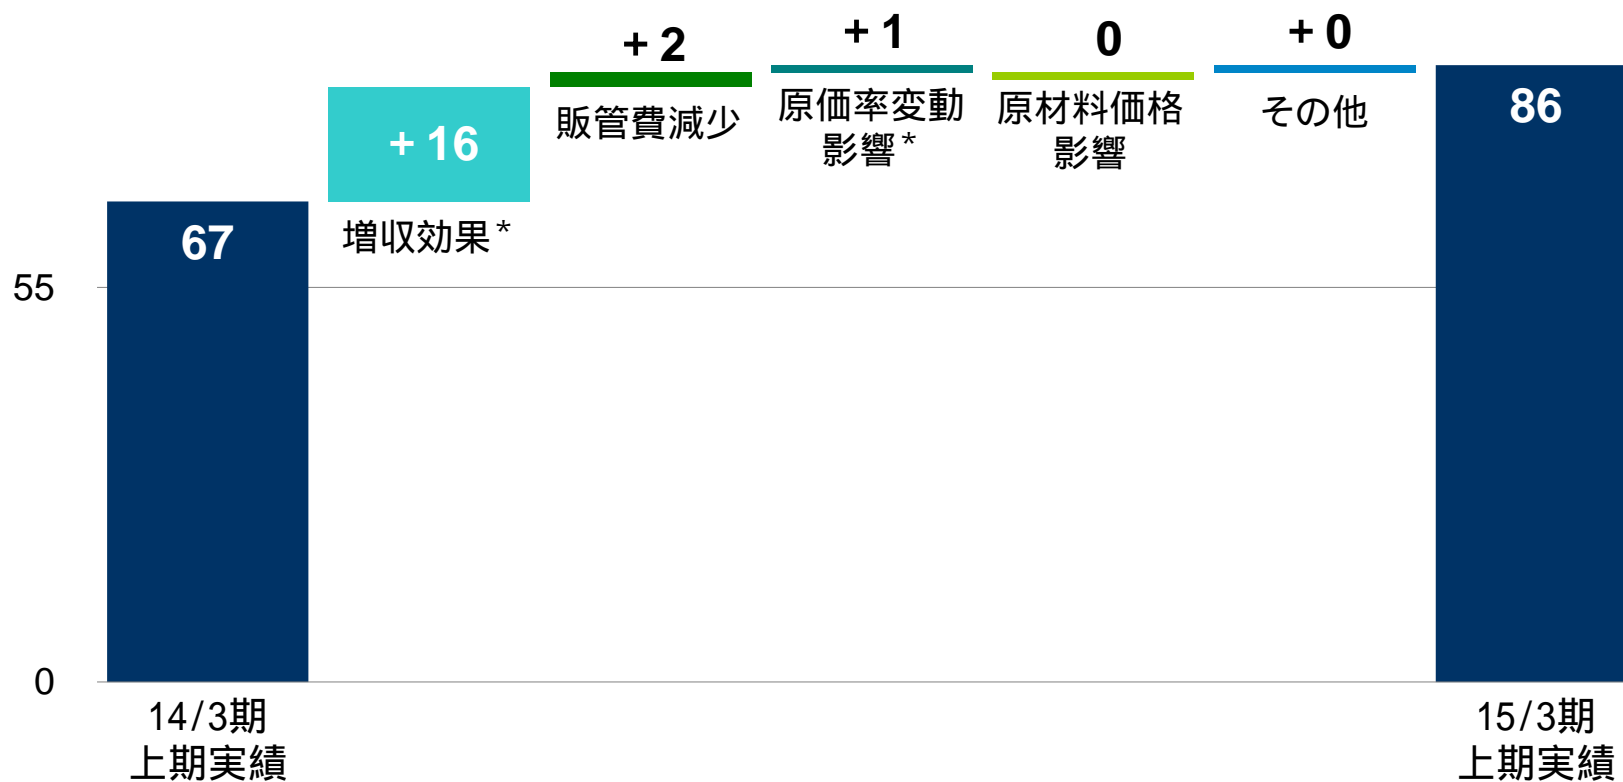 +2
販管費減少
+1
原価率変動
影響*
0
原材料価格
影響
+0
その他
86
+16
増収効果*
67
55
0
14/3期
上期実績
15/3期
上期実績